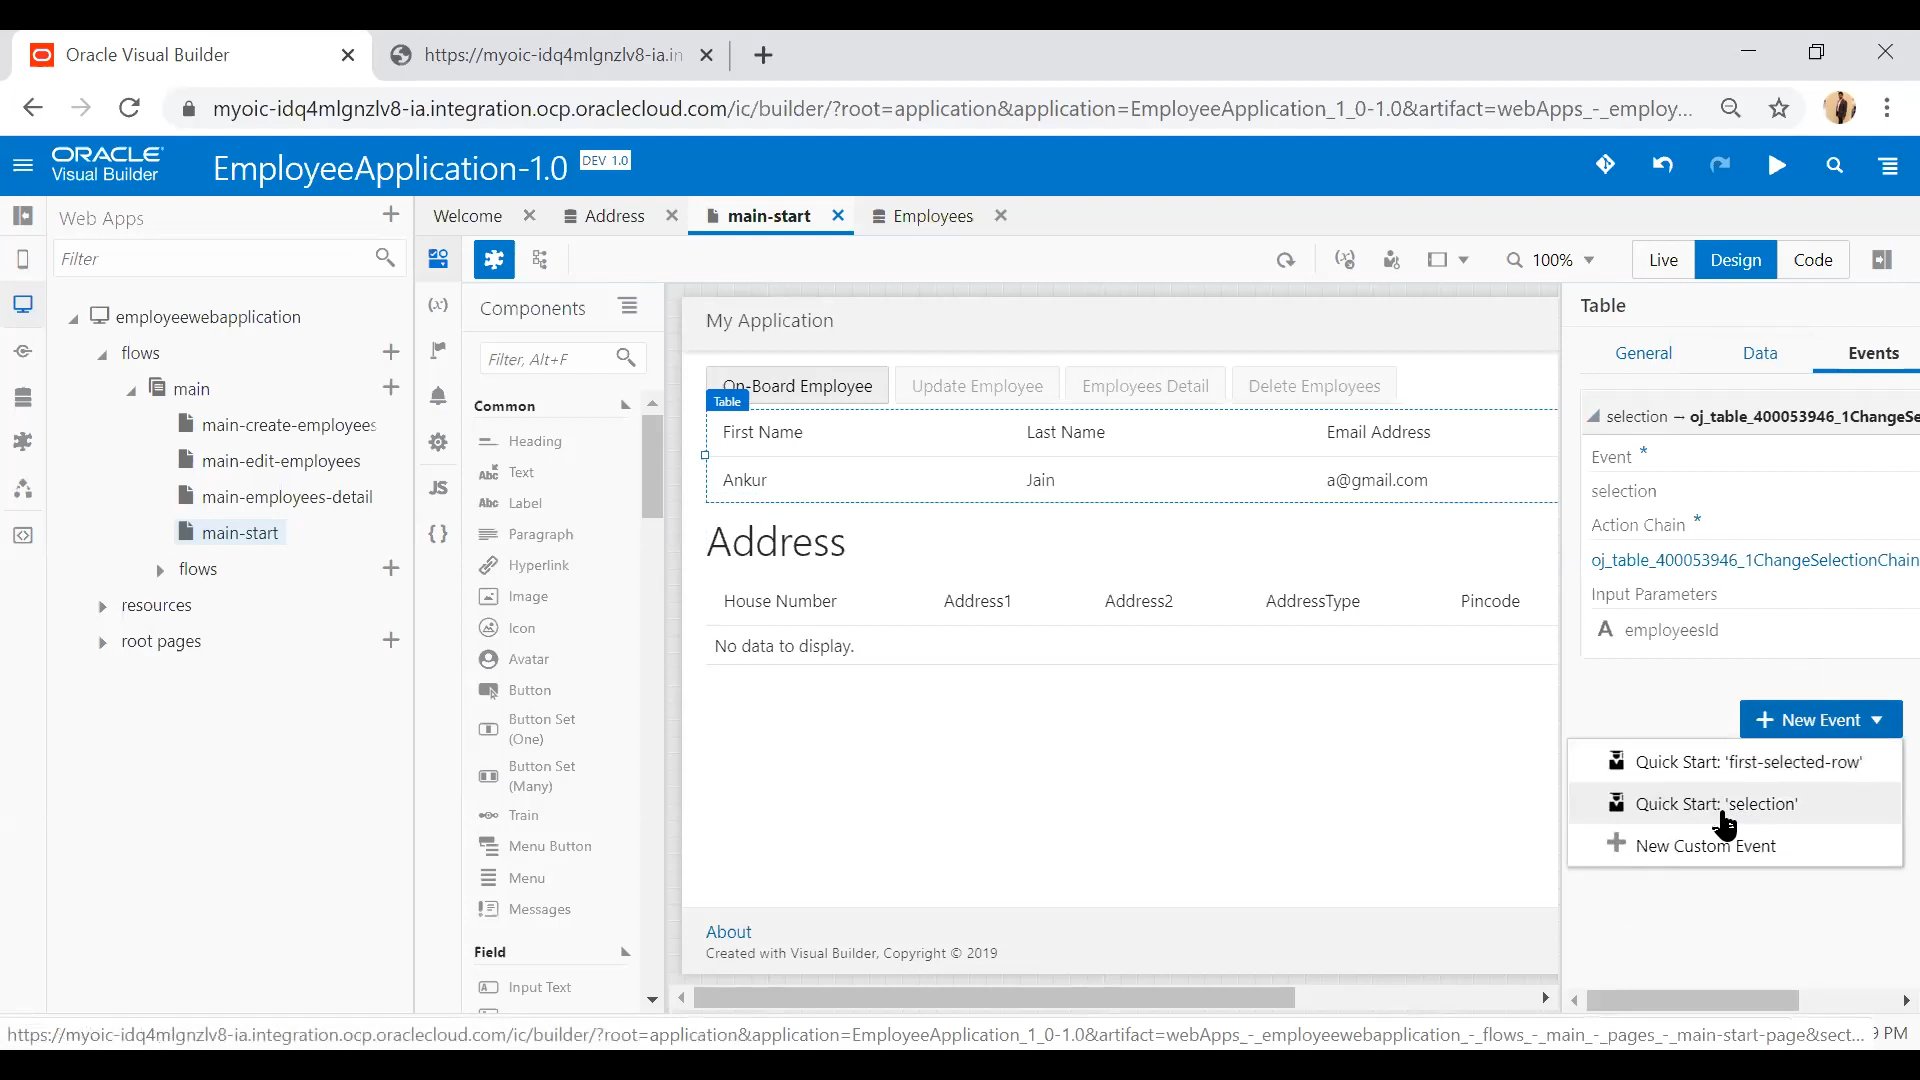 Oracle Visual Builder
https://myoic-idq4mlgnzlv8-ia.in
myoic-idq4mlgnzlv8-ia.integration.ocp.oraclecloud.com/ic/builder/?root=application&application=EmployeeApplication_1_0-1.0&artifact=webApps_-_employ...
ORACLE
Visual Builder
EmployeeApplication-1.0
DEV 1.0
Web Apps
Filter
employeewebapplication
flows
main
main-create-employees
main-edit-employees
main-employees-detail
main-start
flows
resources
root pages
Welcome
Address
main-start
Employees
100%
Live
Design
Code
(x)
JS
{ }
Components
Filter, Alt+F
Common
Heading
Abc Text
Abc Label
Paragraph
Hyperlink
Image
Icon
Avatar
Button
Button Set
(One)
Button Set
(Many)
Train
Menu Button
Menu
Messages
Field
Input Text
My Application
On-Board Employee
Update Employee
Employees Detail
Delete Employees
Table
First Name
Last Name
Email Address
Ankur
Jain
a@gmail.com
Address
House Number
Address1
Address2
AddressType
Pincode
No data to display.
About
Created with Visual Builder, Copyright © 2019
Table
General
Data
Events
selection → oj_table_400053946_1ChangeSe
Event *
selection
Action Chain *
oj_table_400053946_1ChangeSelectionChain
Input Parameters
A employeesId
+ New Event
Quick Start: 'first-selected-row'
Quick Start: 'selection'
New Custom Event
https://myoic-idq4mlgnzlv8-ia.integration.ocp.oraclecloud.com/ic/builder/?root=application&application=EmployeeApplication_1_0-1.0&artifact=webApps_-_employeewebapplication_-_flows_-_main_-_pages_-_main-start-page&sect...
PM